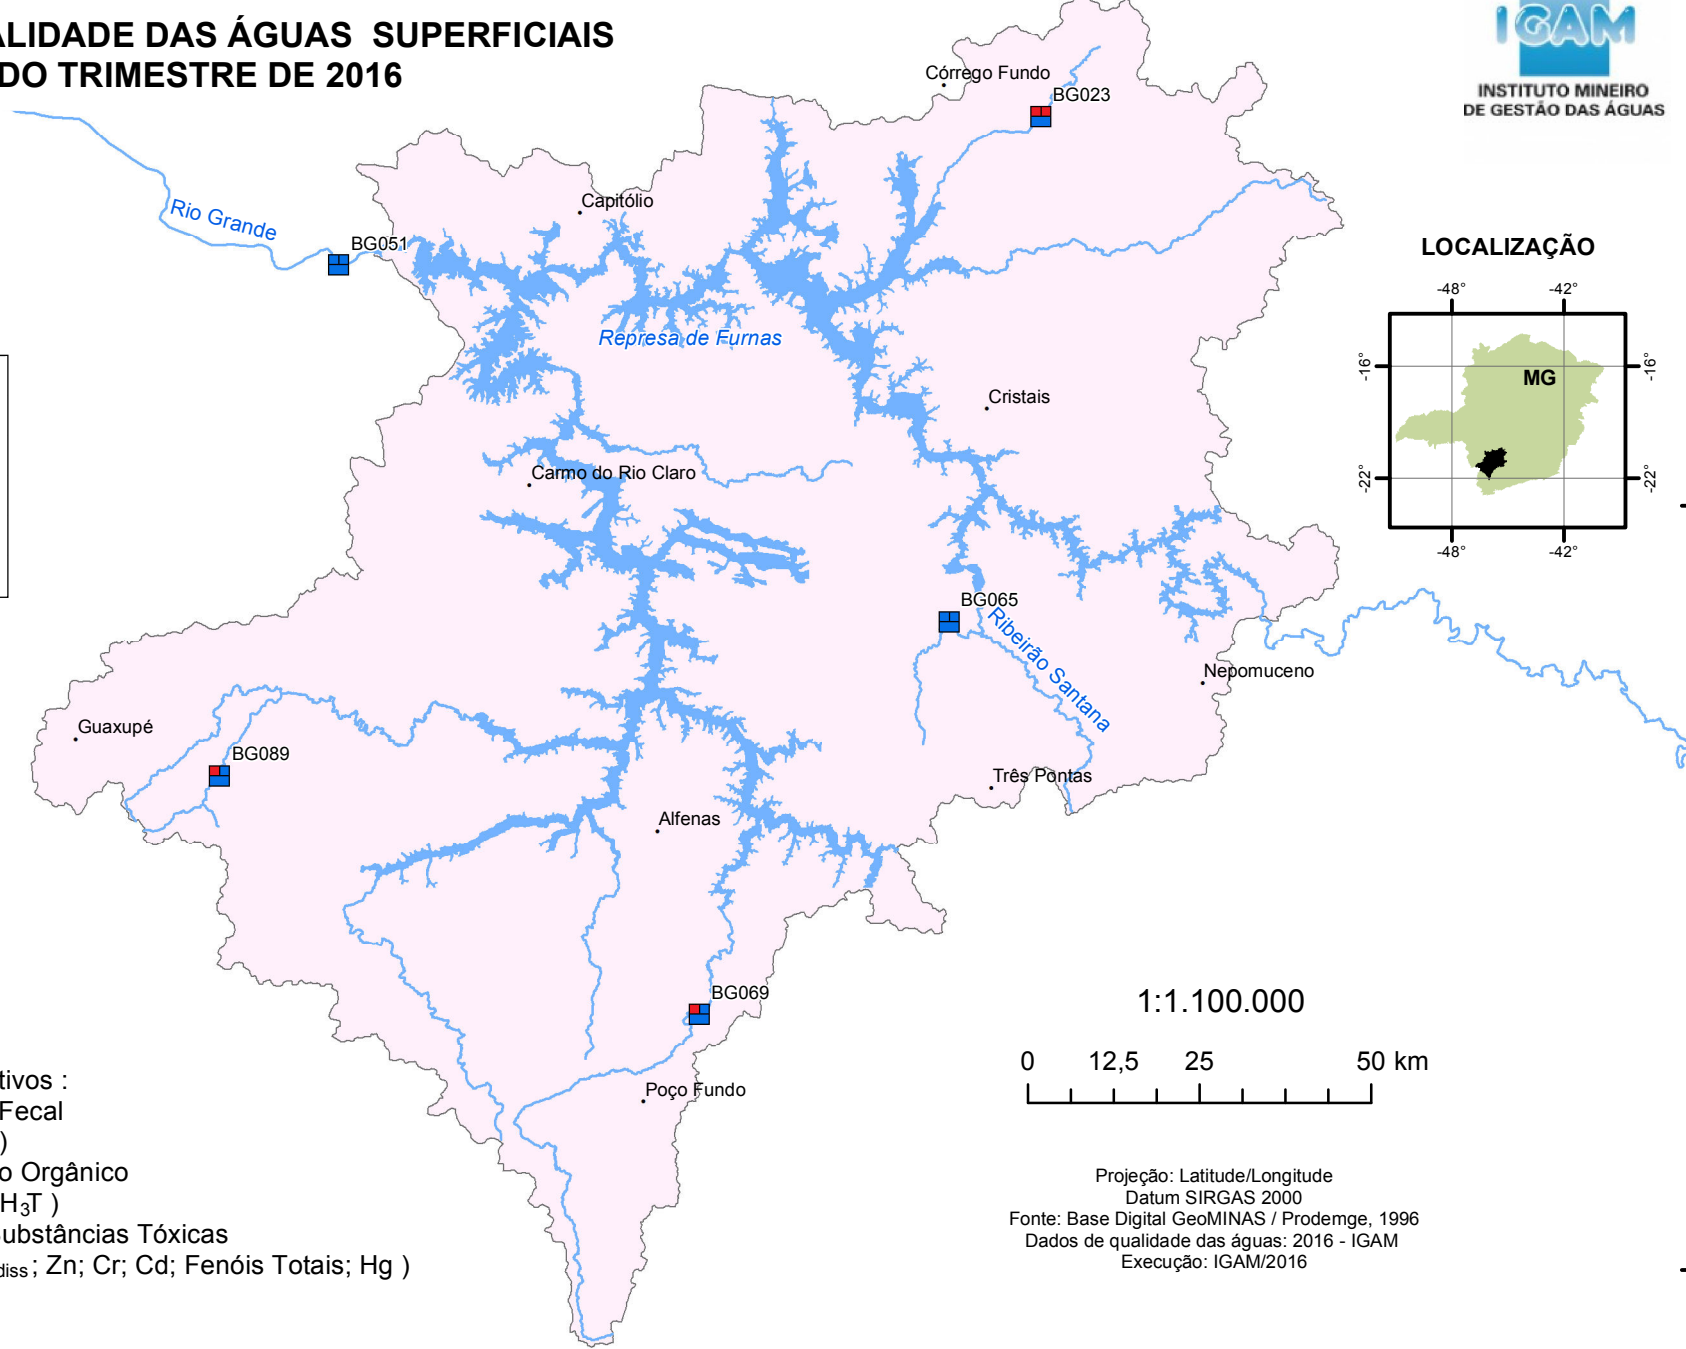 ALIDADE DAS ÁGUAS SUPERFICIAIS
DO TRIMESTRE DE 2016
IGAM
INSTITUTO MINEIRO
DE GESTÃO DAS ÁGUAS
Córrego Fundo
BG023
Capitólio
Rio Grande
BG051
Represa de Furnas
Cristais
Carmo do Rio Claro
BG065
Ribeirão Santana
Nepomuceno
Guaxupé
BG089
Três Pontas
Alfenas
BG069
Poço Fundo
LOCALIZAÇÃO
-48° -42°
-16° -16°
MG
-22° -22°
-48° -42°
1:1.100.000
0 12,5 25 50 km
Projeção: Latitude/Longitude
Datum SIRGAS 2000
Fonte: Base Digital GeoMINAS / Prodemge, 1996
Dados de qualidade das águas: 2016 - IGAM
Execução: IGAM/2016
tivos :
Fecal
)
o Orgânico
H3T )
Substâncias Tóxicas
diss ; Zn; Cr; Cd; Fenóis Totais; Hg )